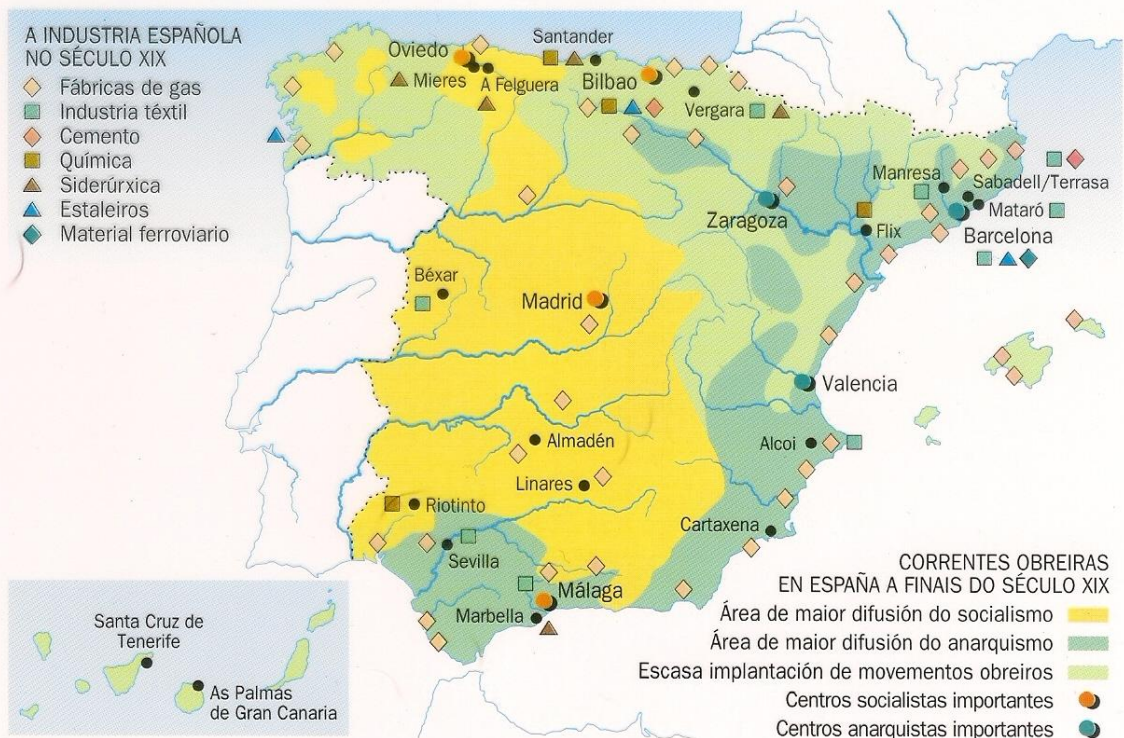 A INDUSTRIA ESPAÑOLA
NO SÉCULO XIX
Fábricas de gas
Industria téxtil
Cemento
Química
Siderúrxica
Estaleiros
Material ferroviario
Oviedo
Santander
Mieres
A Felguera
Bilbao
Vergara
Manresa
Sabadell/Terrasa
Zaragoza
Mataró
Flix
Barcelona
Béxar
Madrid
Valencia
Almadén
Alcoi
Linares
Riotinto
Cartaxena
Sevilla
Málaga
Marbella
Santa Cruz de
Tenerife
As Palmas
de Gran Canaria
CORRENTES OBREIRAS
EN ESPAÑA A FINAIS DO SÉCULO XIX
Área de maior difusión do socialismo
Área de maior difusión do anarquismo
Escasa implantación de movementos obreiros
Centros socialistas importantes
Centros anarquistas importantes